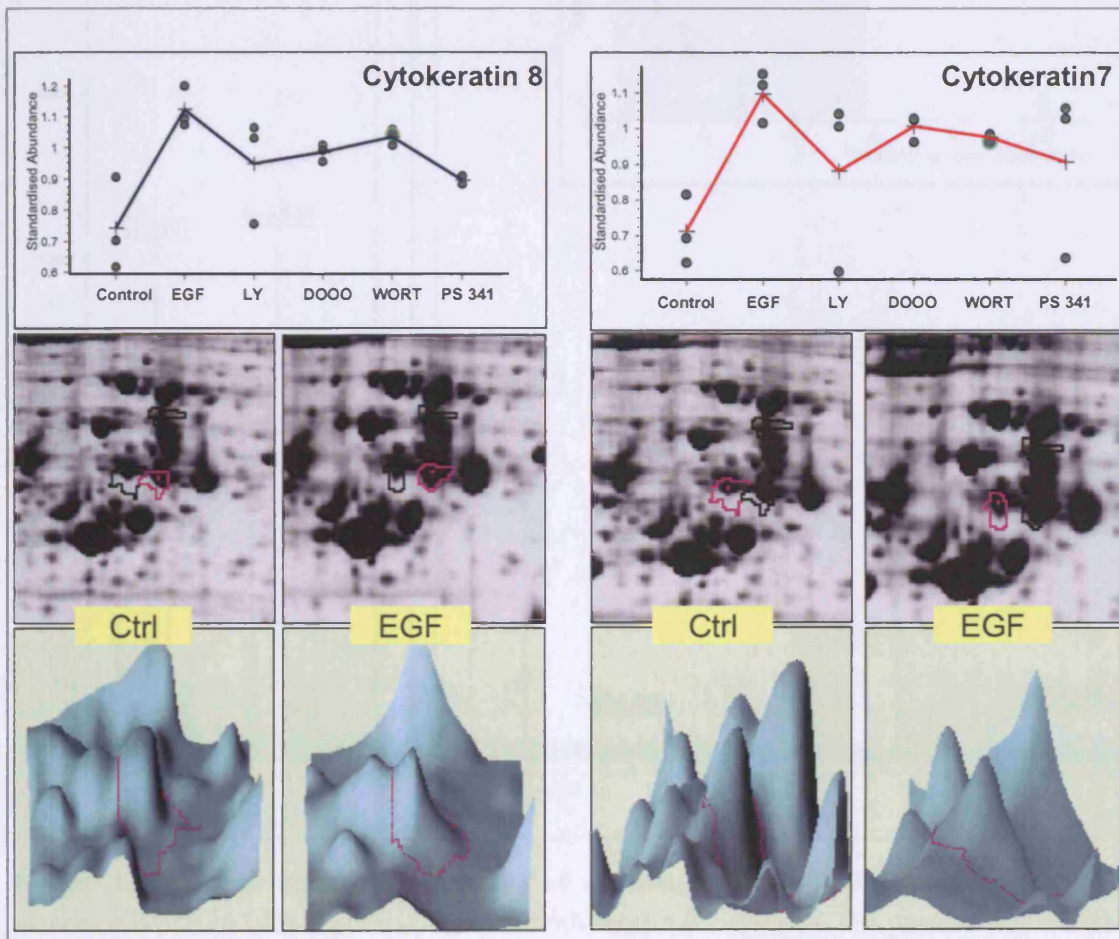 Cytokeratin 8
Standardised Abundance
1.2
1.1
1
0.9
0.8
0.7
0.6
Control EGF LY DOOO WORT PS 341
Cytokeratin7
Standardised Abundance
1.1
1
0.9
0.8
0.7
0.6
Control EGF LY DOOO WORT PS 341
Ctrl
EGF
Ctrl
EGF